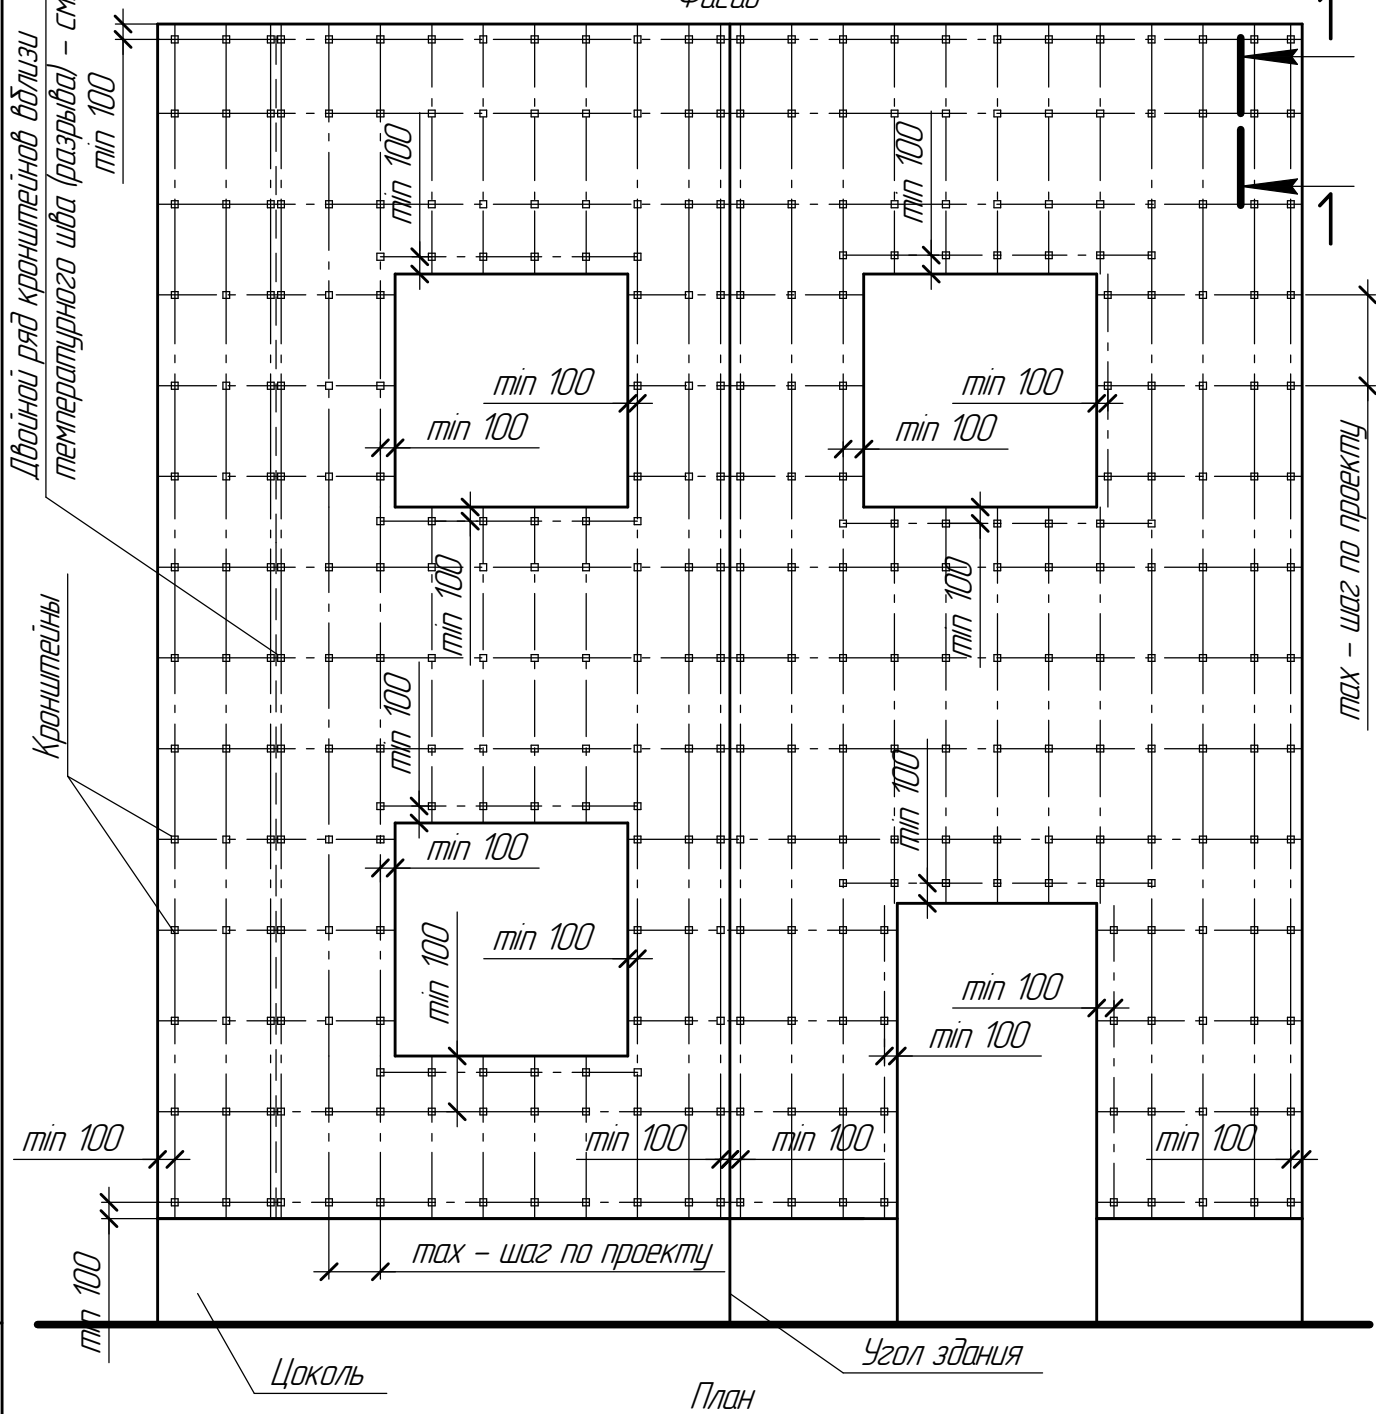 Фасад
Двойной ряд кронштейнов вблизи
температурного шва (разрыва) – см.
min 100
1
min 100
min 100
1
min 100
min 100
min 100
min 100
max – шаг по проекту
min 100
min 100
Кронштейны
min 100
min 100
min 100
min 100
min 100
min 100
min 100
min 100
min 100
min 100
min 100
min 100
max – шаг по проекту
min 100
Угол здания
Цоколь
План